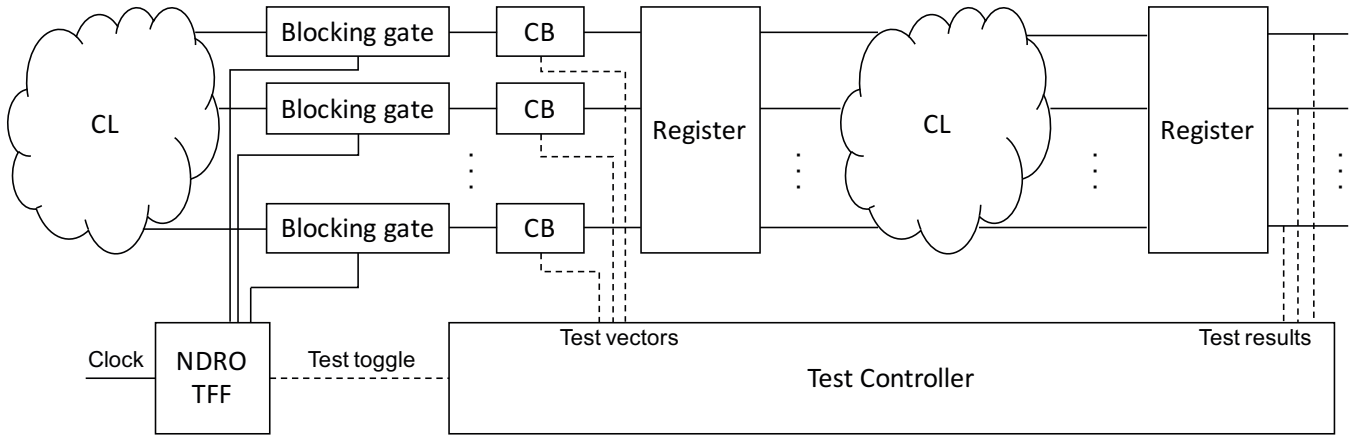 Blocking gate CB
CL Blocking gate CB Register CL Register
Blocking gate CB
Test vectors Test results
Clock NDRO Test toggle Test Controller
TFF